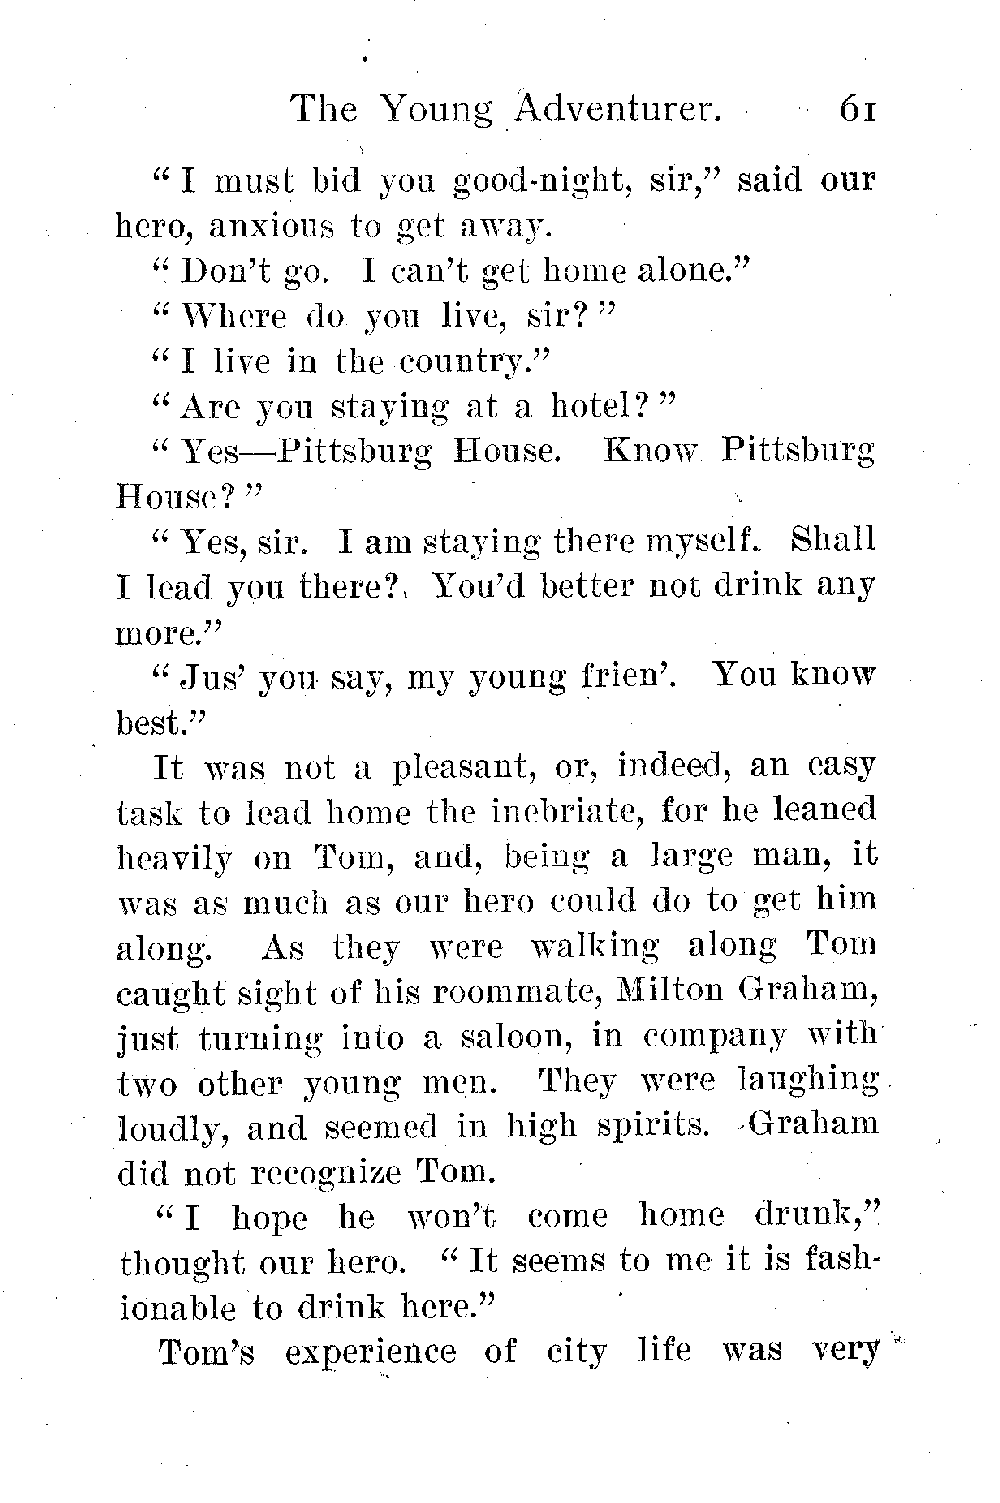 The Young Adventurer. 61
“ I must bid you good-night, sir,” said our
hero, anxious to get away.
“ Don’t go. I can’t get home alone.”
“ Where do you live, sir? ”
“ I live in the country.”
“ Are you staying at a hotel? ”
“ Yes—Pittsburg House. Know Pittsburg
House? ”
“ Yes, sir. I am staying there myself. Shall
I lead you there? You’d better not drink any
more.”
“ Jus’ you say, my young frien’. You know
best.”
It was not a pleasant, or, indeed, an easy
task to lead home the inebriate, for he leaned
heavily on Tom, and, being a large man, it
was as much as our hero could do to get him
along. As they were walking along Tom
caught sight of his roommate, Milton Graham,
just turning into a saloon, in company with
two other young men. They were laughing
loudly, and seemed in high spirits. Graham
did not recognize Tom.
“ I hope he won’t come home drunk,”
thought our hero. “ It seems to me it is fash-
ionable to drink here.”
Tom’s experience of city life was very